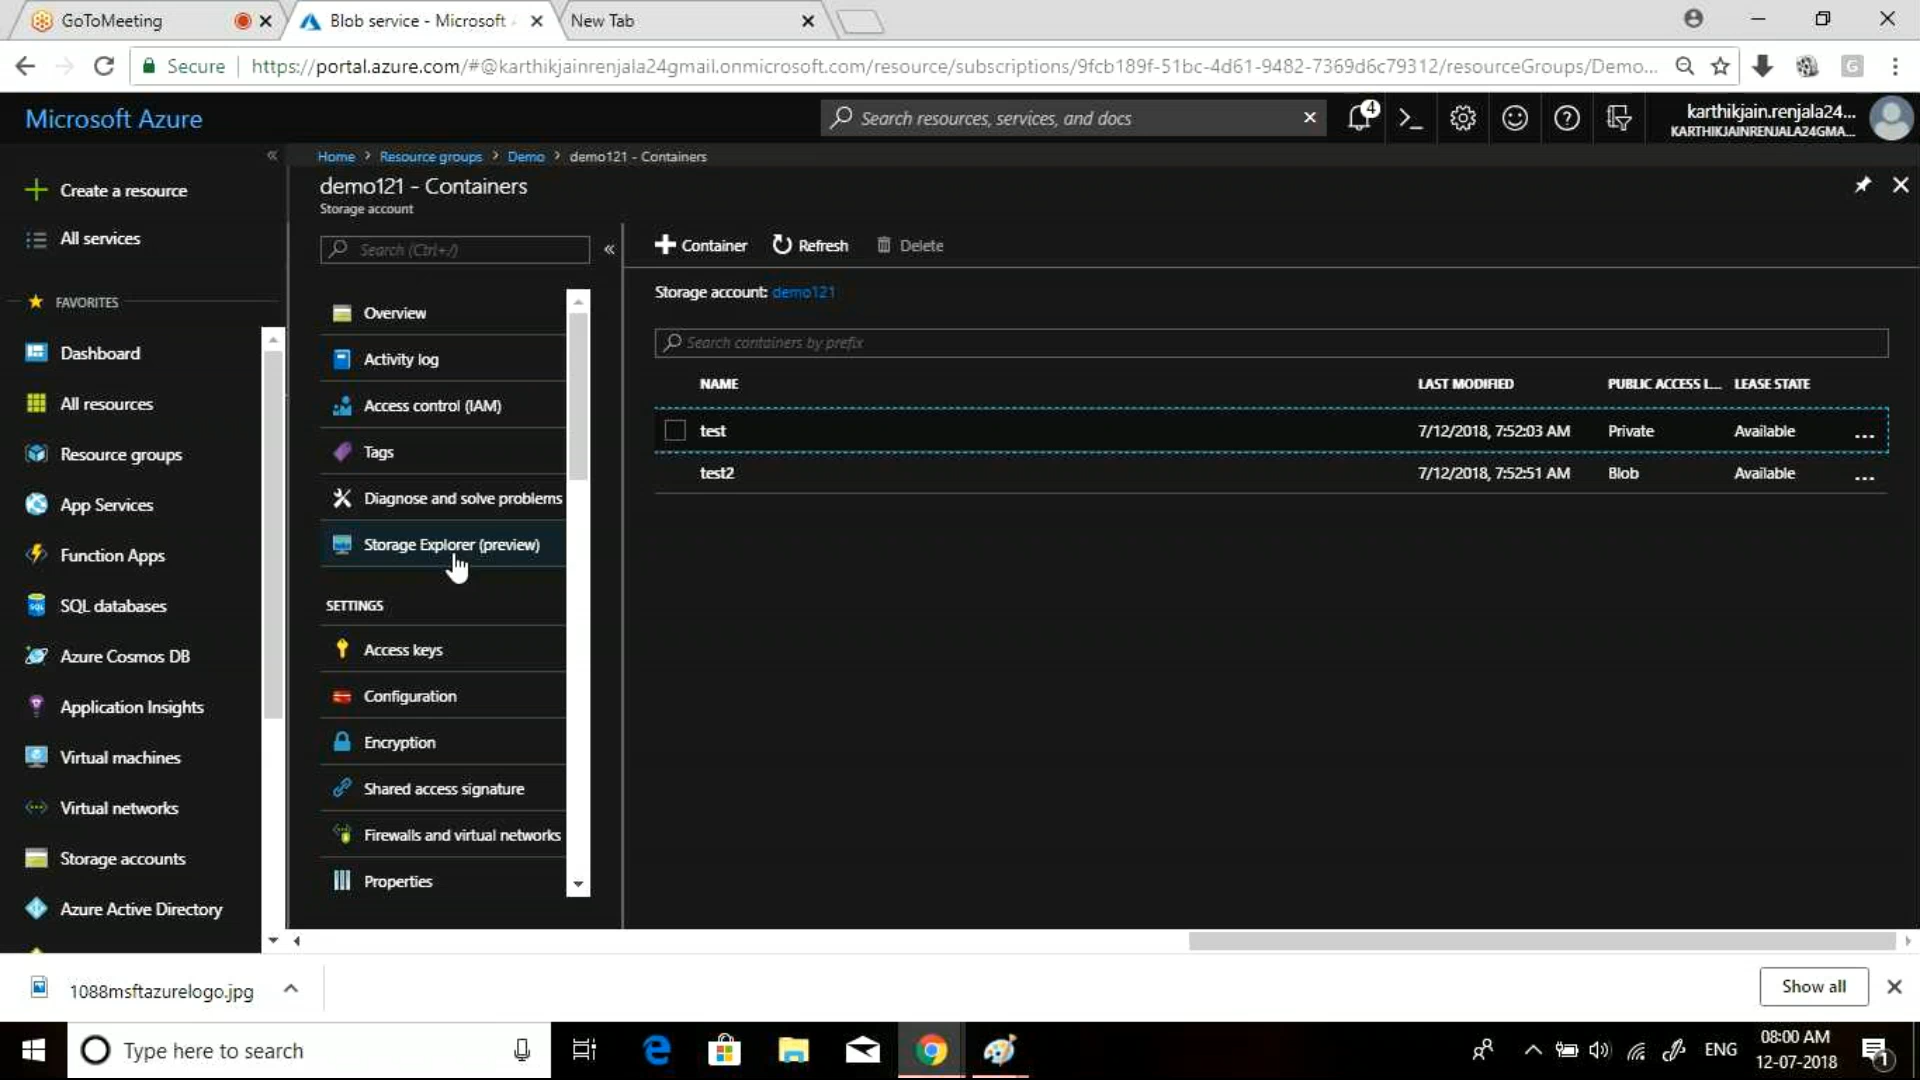 GoToMeeting
Blob service - Microsoft
New Tab
Secure
https://portal.azure.com/#@karthikjainrenjala24gmail.onmicrosoft.com/resource/subscriptions/9fcb189f-51bc-4d61-9482-7369d6c79312/resourceGroups/Demo...
G
Microsoft Azure
Search resources, services, and docs
4
karthikjain.renjala24...
KARTHIKJAINRENJALA24GMA...
Home > Resource groups > Demo > demo121 - Containers
Create a resource
All services
FAVORITES
Dashboard
All resources
Resource groups
App Services
Function Apps
SQL databases
Azure Cosmos DB
Application Insights
Virtual machines
Virtual networks
Storage accounts
Azure Active Directory
demo121 - Containers
Storage account
Search (Ctrl+/)
Overview
Activity log
Access control (IAM)
Tags
Diagnose and solve problems
Storage Explorer (preview)
SETTINGS
Access keys
Configuration
Encryption
Shared access signature
Firewalls and virtual networks
Properties
Container Refresh Delete
Storage account: demo121
Search containers by prefix
NAME LAST MODIFIED PUBLIC ACCESS L... LEASE STATE
test 7/12/2018, 7:52:03 AM Private Available ...
test2 7/12/2018, 7:52:51 AM Blob Available ...
1088msftazurelogo.jpg
Show all
Type here to search
ENG
08:00 AM
12-07-2018
1